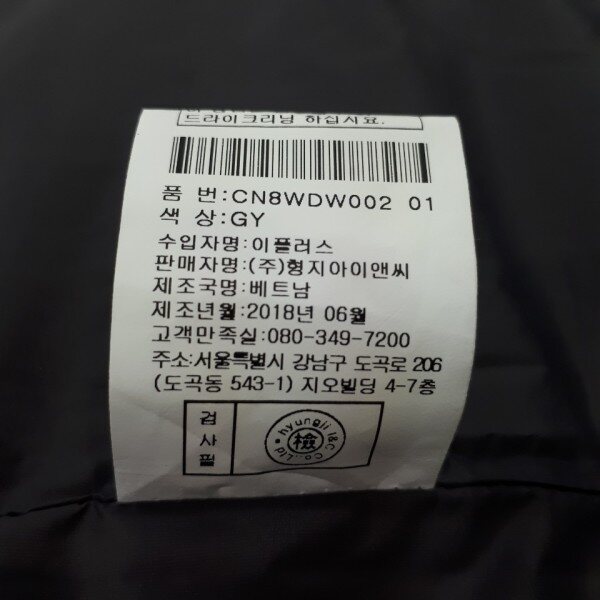 드라이크리닝 하십시요.
품 번:CN8WDW002 01
색 상:GY
수입자명:이플러스
판매자명:(주)형지아이앤씨
제조국명:베트남
제조년월:2018년 06월
고객만족실:080-349-7200
주소:서울특별시 강남구 도곡로 206
(도곡동 543-1) 지오빌딩 4-7층
검사필
hyungji I&C Co.,Ltd
檢